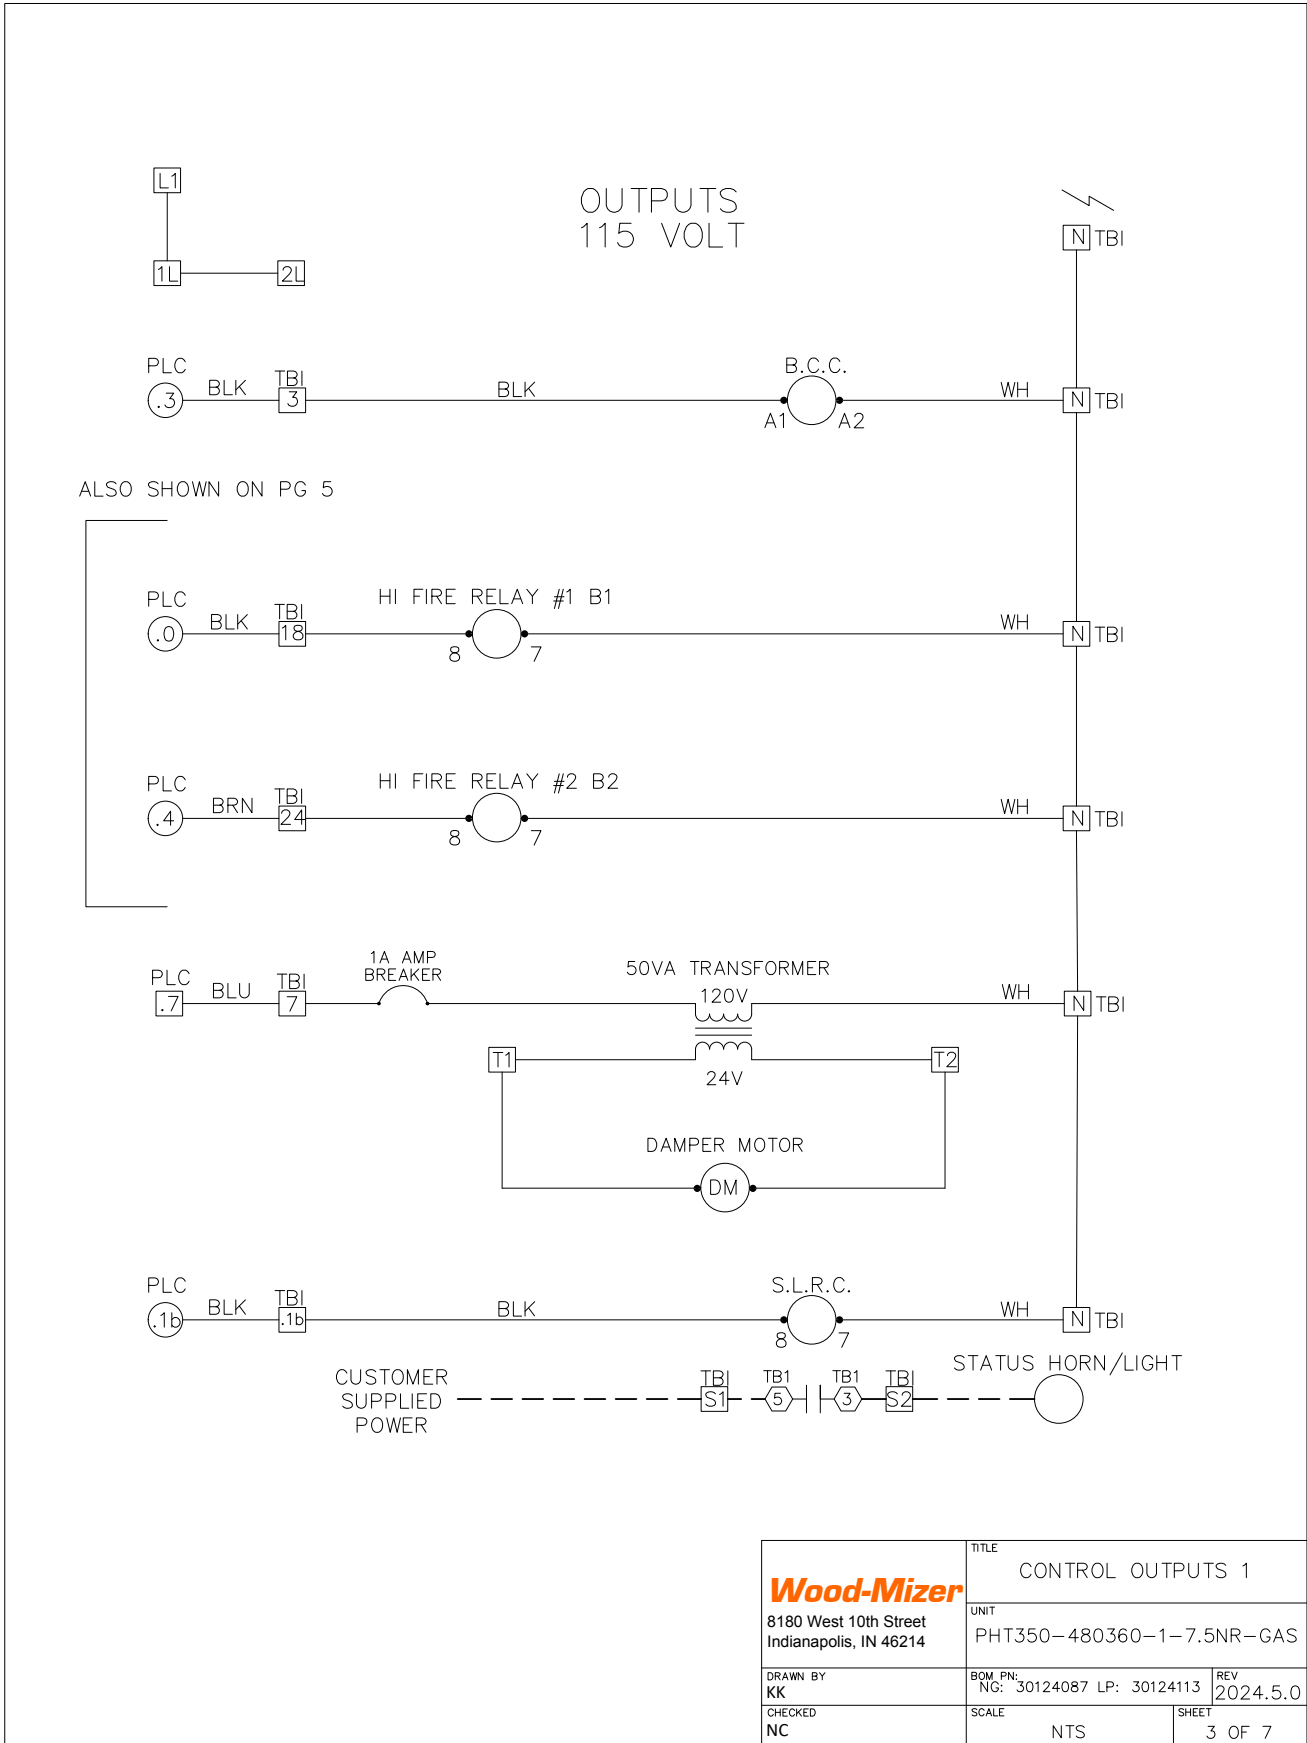 L1
OUTPUTS
115 VOLT
N TBI
1L 2L
PLC
.3 BLK TBI
3 BLK B.C.C.
A1 A2 WH N TBI
ALSO SHOWN ON PG 5
PLC
.0 BLK TBI
18 HI FIRE RELAY #1 B1
8 7 WH N TBI
PLC
.4 BRN TBI
24 HI FIRE RELAY #2 B2
8 7 WH N TBI
PLC
.7 BLU TBI
7 1A AMP
BREAKER
50VA TRANSFORMER
120V WH N TBI
T1 24V T2
DAMPER MOTOR
DM
PLC
.1b BLK TBI
.1b BLK S.L.R.C.
8 7 WH N TBI
CUSTOMER
SUPPLIED
POWER
TBI
S1 TB1
5 TB1
3 TBI
S2 STATUS HORN/LIGHT
Wood-Mizer
8180 West 10th Street
Indianapolis, IN 46214
TITLE
CONTROL OUTPUTS 1
UNIT
PHT350-480360-1-7.5NR-GAS
DRAWN BY
KK
BOM PN:
NG: 30124087 LP: 30124113
REV
2024.5.0
CHECKED
NC
SCALE
NTS
SHEET
3 OF 7